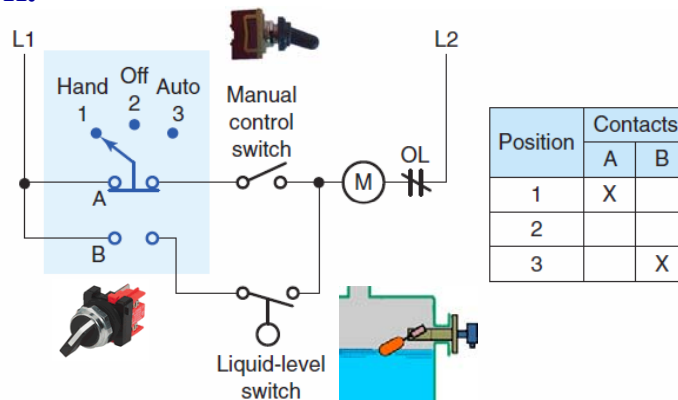 L1
L2
Hand
Off
Auto
1
2
3
Manual
control
switch
OL
M
A
B
Liquid-level
switch
Position
Contacts
A B
1 X
2
3 X